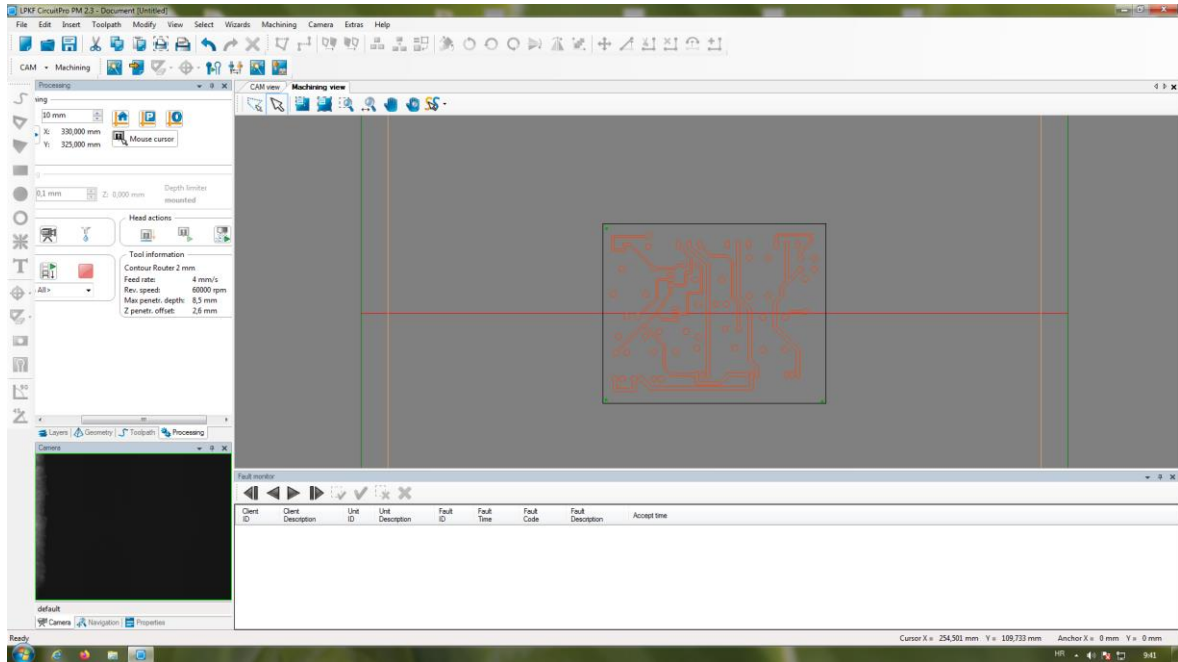 LPKF CircuitPro PM 2.3 - Document [Untitled]
File Edit Insert Toolpath Modify View Select Wizards Machining Camera Extras Help
CAM Machining
Processing
CAM view Machining view
ning
10 mm
X: 330,000 mm
Y: 325,000 mm
Mouse cursor
0,1 mm Z: 0,000 mm Depth limiter
mounted
Head actions
Tool information
Contour Router 2 mm
Feed rate: 4 mm/s
Rev. speed: 60000 rpm
Max penetr. depth: 8,5 mm
Z penetr. offset: 2,6 mm
All>
Layers Geometry Toolpath Processing
Camera
default
Camera Navigation Properties
Fault monitor
Client ID Client Description Unit ID Unit Description Fault ID Fault Time Fault Code Fault Description Accept time
Ready
Cursor X = 254,501 mm Y = 109,733 mm Anchor X = 0 mm Y = 0 mm
HR 9:41